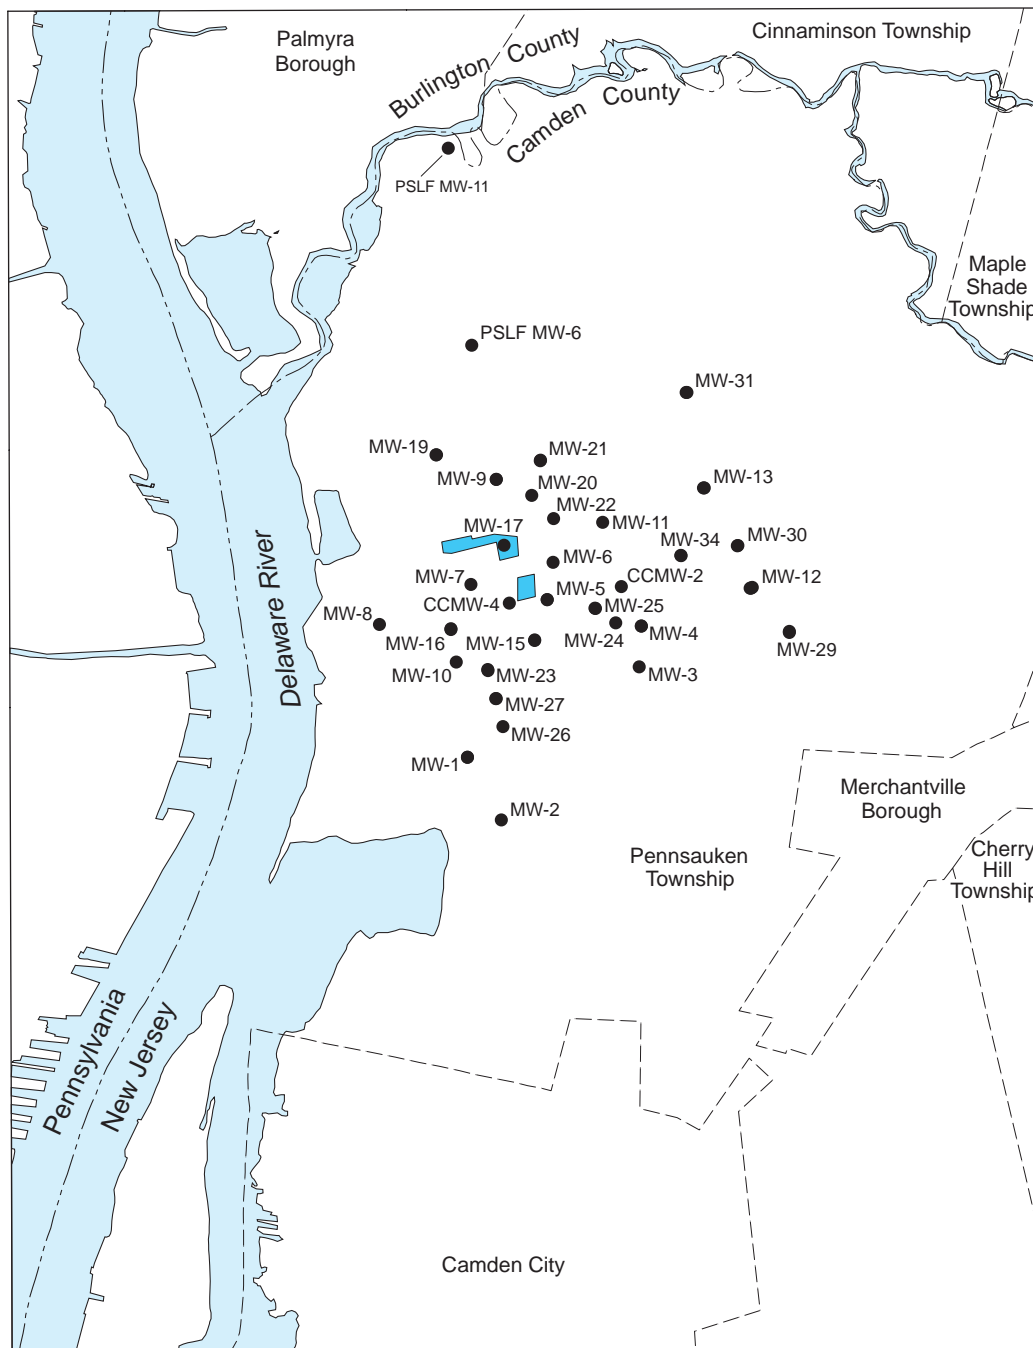 Palmyra
Borough
Burlington County
Camden County
Cinnaminson Township
PSLF MW-11
Maple
Shade
Township
PSLF MW-6
MW-31
MW-19
MW-21
MW-9
MW-20
MW-13
MW-22
MW-17
MW-11
MW-34
MW-30
MW-6
MW-7
CCMW-2
MW-12
CCMW-4
MW-5
MW-25
MW-8
MW-16
MW-15
MW-24
MW-4
MW-29
MW-10
MW-23
MW-3
MW-27
MW-26
MW-1
MW-2
Delaware River
Merchantville
Borough
Pennsauken
Township
Cherry
Hill
Township
Pennsylvania
New Jersey
Camden City